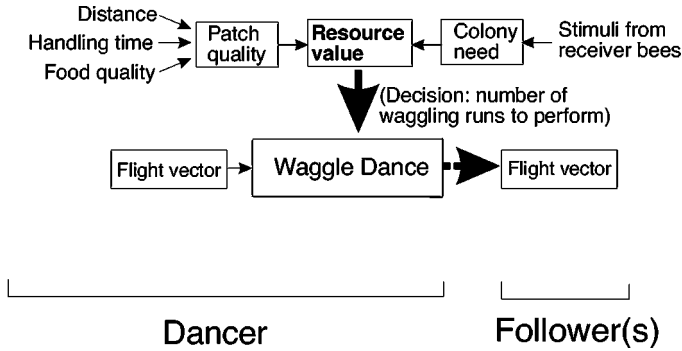 Distance
Handling time
Food quality
Patch
quality
Resource
value
Colony
need
Stimuli from
receiver bees
(Decision: number of
waggling runs to perform)
Flight vector
Waggle Dance
Flight vector
Dancer
Follower(s)